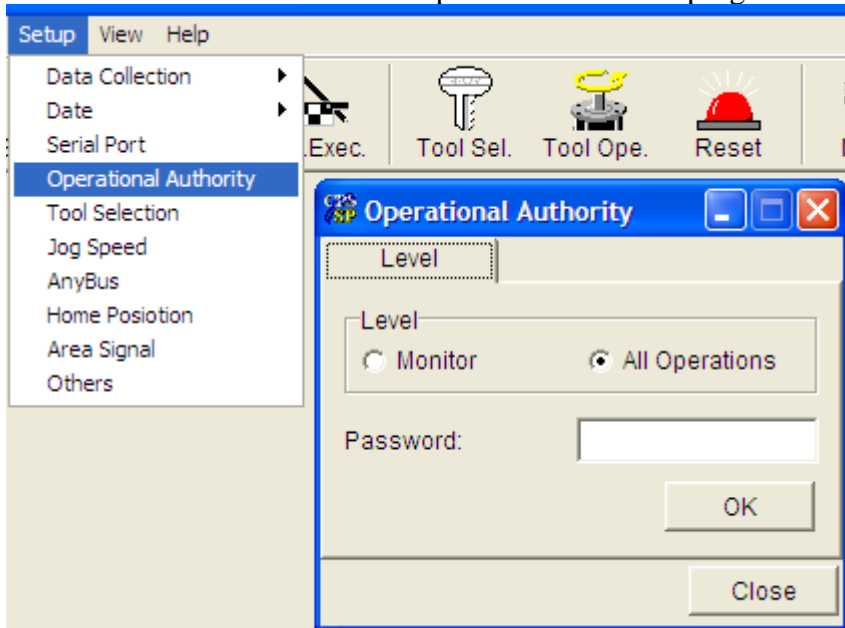 Setup View Help
Data Collection
Date
Serial Port
Operational Authority
Tool Selection
Jog Speed
AnyBus
Home Posiotion
Area Signal
Others
.Exec. Tool Sel. Tool Ope. Reset
Operational Authority
Level
Level
Monitor All Operations
Password:
OK
Close